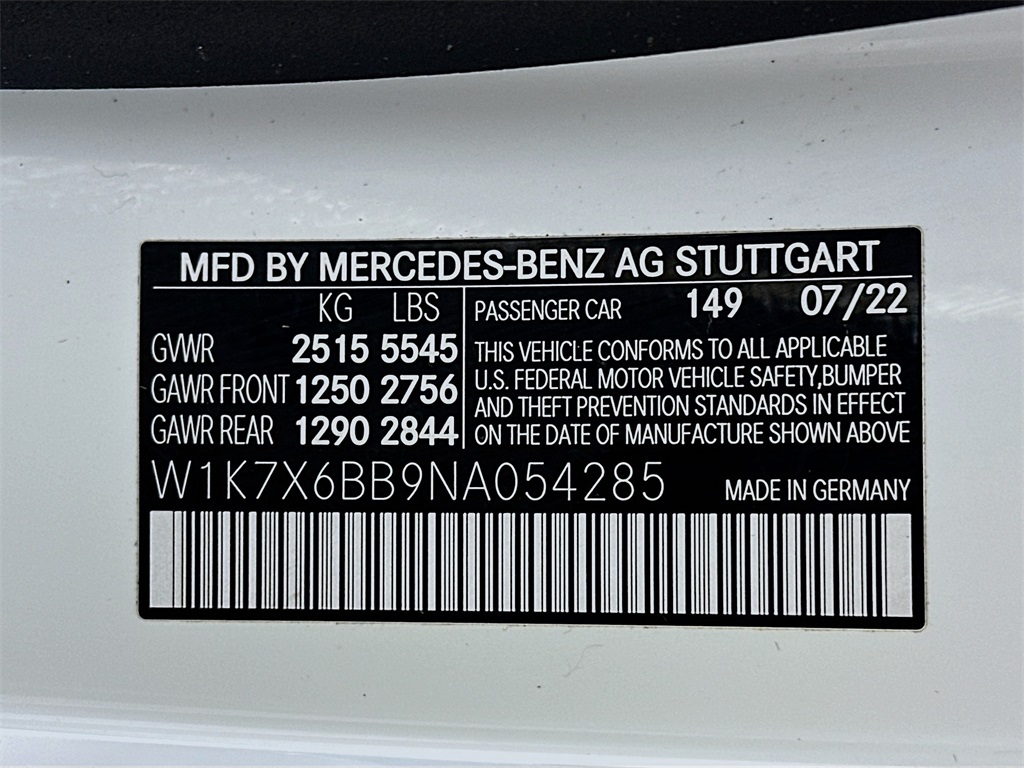 MFD BY MERCEDES-BENZ AG STUTTGART
KG LBS
GVWR 2515 5545
GAWR FRONT 1250 2756
GAWR REAR 1290 2844
PASSENGER CAR 149 07/22
THIS VEHICLE CONFORMS TO ALL APPLICABLE
U.S. FEDERAL MOTOR VEHICLE SAFETY,BUMPER
AND THEFT PREVENTION STANDARDS IN EFFECT
ON THE DATE OF MANUFACTURE SHOWN ABOVE
W1K7X6BB9NA054285
MADE IN GERMANY